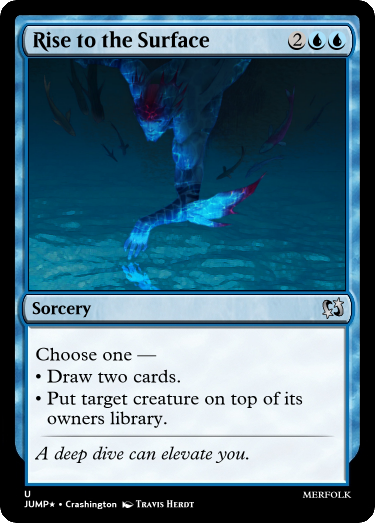 Rise to the Surface 2
Sorcery
Choose one —
• Draw two cards.
• Put target creature on top of its
owners library.
A deep dive can elevate you.
U MERFOLK
JUMP★ • Crashington Travis Herdt